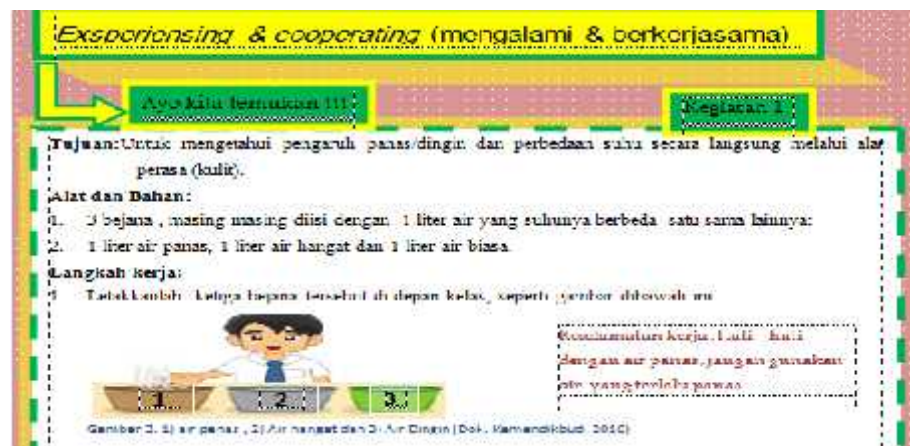 Exsperiensing & cooperating (mengalami & berkerjasama)
Ayo kita temukan !!!
Kegiatan 1
Tujuan:Untuk mengetahui pengaruh panas/dingin dan perbedaan suhu secara langsung melalui alat
perasa (kulit).
Alat dan Bahan:
1. 3 bejana , masing masing diisi dengan 1 liter air yang suhunya berbeda satu sama lainnya:
2. 1 liter air panas, 1 liter air hangat dan 1 liter air biasa.
Langkah kerja:
1. Letakkanlah ketiga bejana tersebut di depan kelas, seperti gambar dibawah ini
Keselamatan kerja: hati - hati
dengan air panas, jangan gunakan
air yang terlalu panas
1 2 3
Gambar 2. 1) air panas , 2) Air hangat dan 3) Air Dingin (Dok. Kemendikbud, 2016)